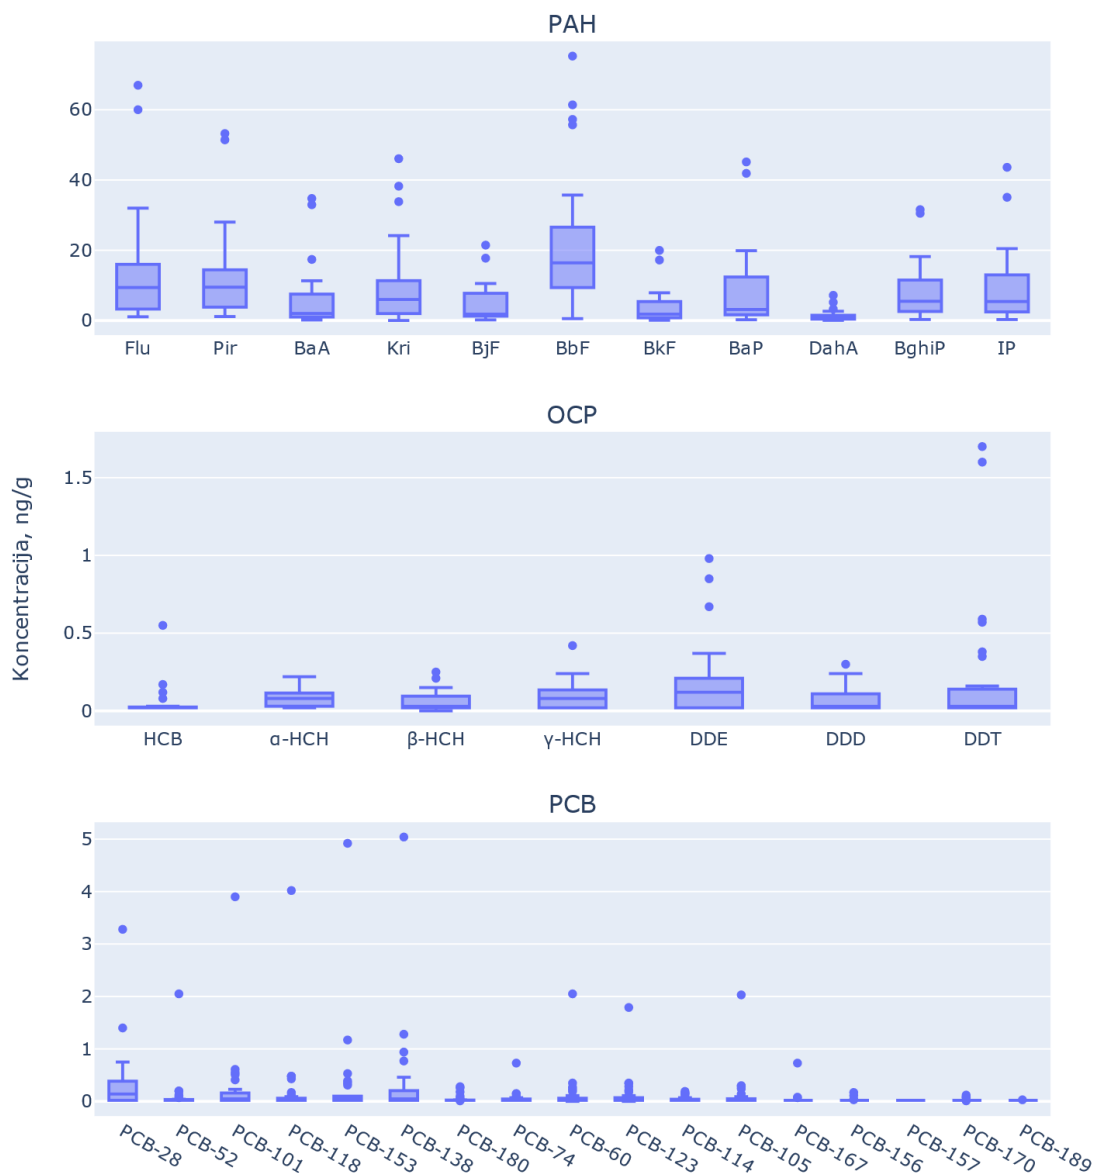 PAH
60
40
20
0
Flu Pir BaA Kri BjF BbF BkF BaP DahA BghiP IP
OCP
Koncentracija, ng/g
1.5
1
0.5
0
HCB α-HCH β-HCH γ-HCH DDE DDD DDT
PCB
5
4
3
2
1
0
PCB-28 PCB-52 PCB-101 PCB-118 PCB-153 PCB-138 PCB-180 PCB-74 PCB-60 PCB-123 PCB-114 PCB-105 PCB-167 PCB-156 PCB-157 PCB-170 PCB-189